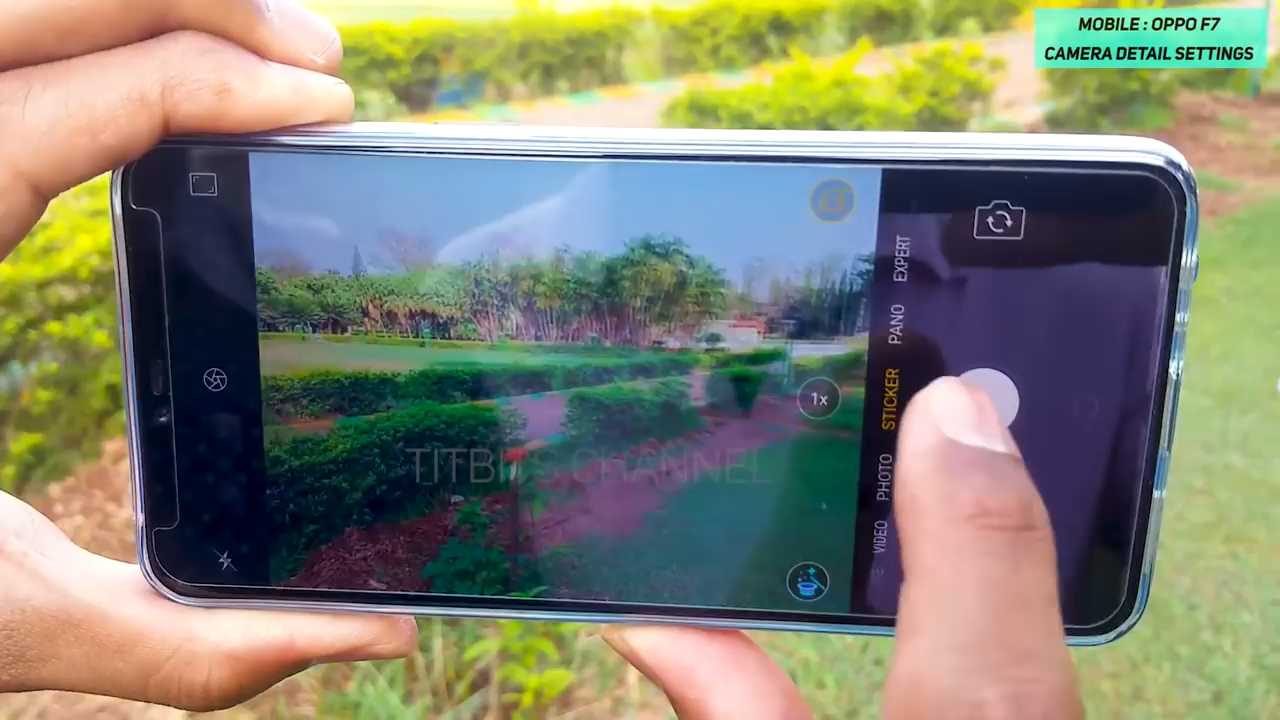 MOBILE : OPPO F7
CAMERA DETAIL SETTINGS
EXPERT
PANO
STICKER
PHOTO
VIDEO
1x
TITBITS CHANNEL